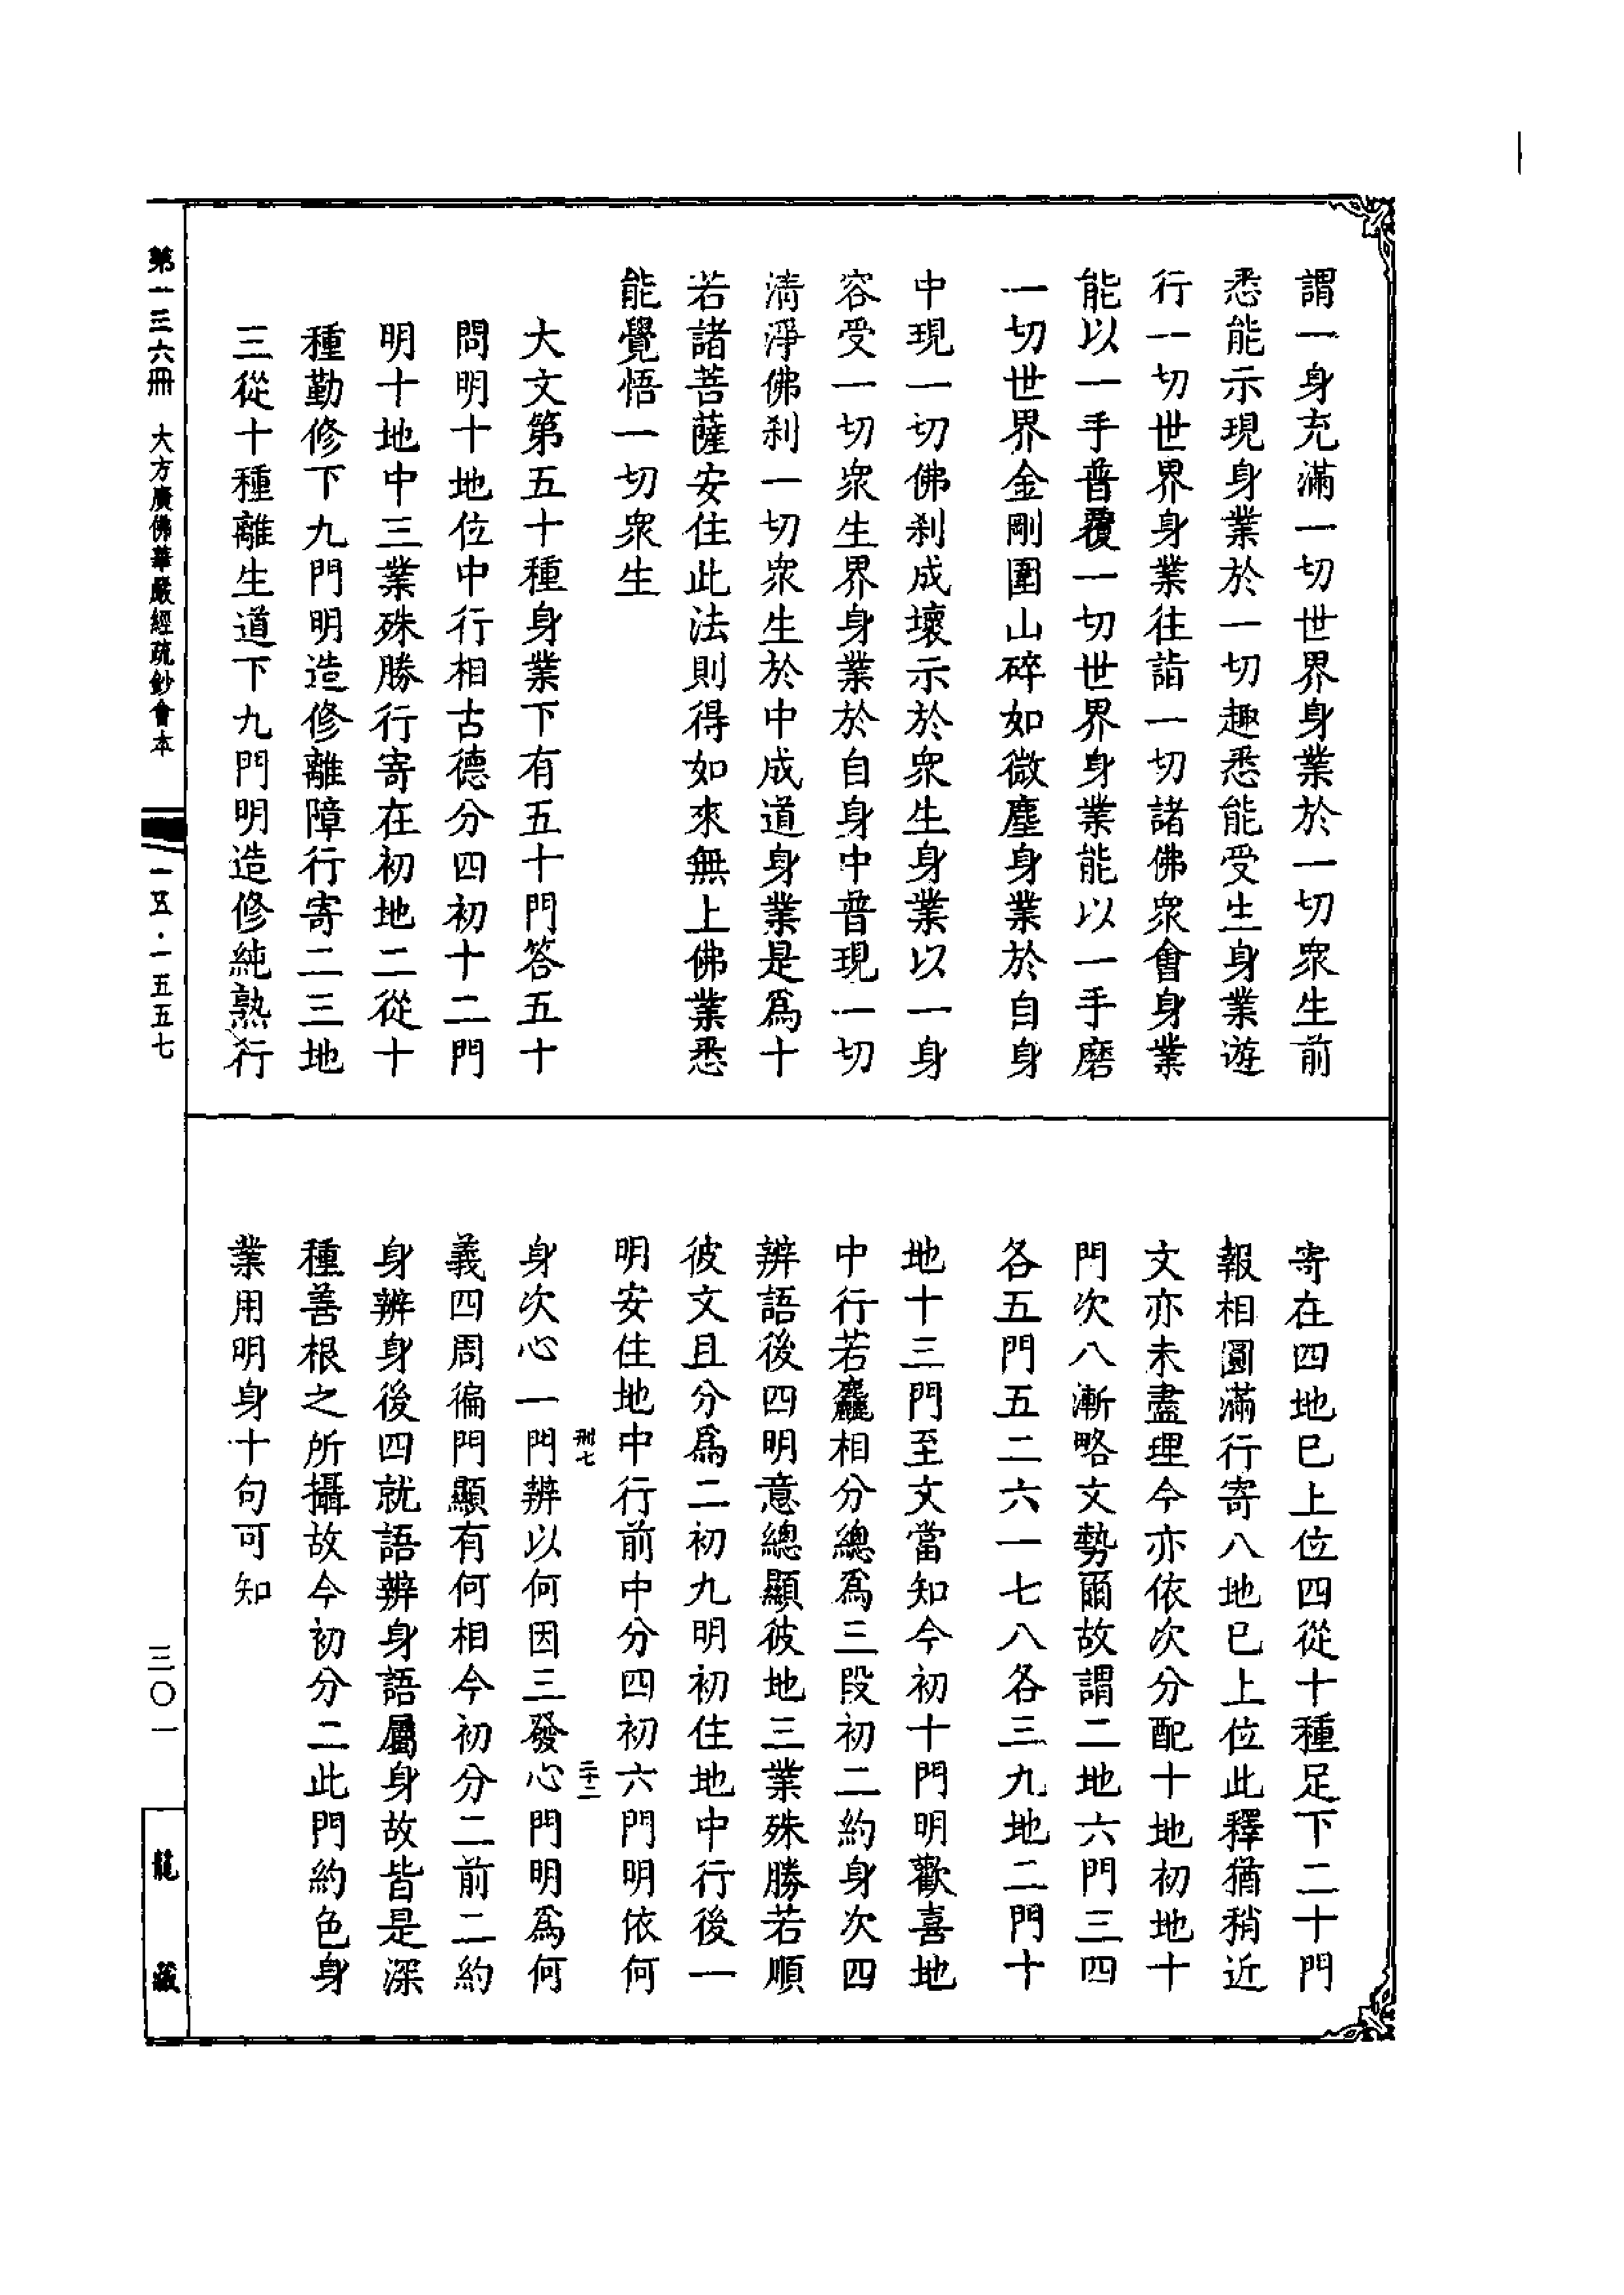 謂一身充滿一切世界身業於一切衆生前
悉能示現身業於一切趣悉能受生身業遊
行一切世界身業往詣一切諸佛衆會身業
能以一手普覆一切世界身業能以一手磨
一切世界金剛圍山碎如微塵身業於自身
中現一切佛刹成壞示於衆生身業以一身
容受一切衆生界身業於自身中普現一切
淸淨佛刹一切衆生於中成道身業是爲十
若諸菩薩安住此法則得如來無上佛業悉
能覺悟一切衆生
大文第五十種身業下有五十門答五十
問明十地位中行相古德分四初十二門
明十地中三業殊勝行寄在初地二從十
種勤修下九門明造修離障行寄二三地
三從十種離生道下九門明造修純熟行
寄在四地已上位四從十種足下二十門
報相圓滿行寄八地已上位此釋猶稍近
文亦未盡理今亦依次分配十地初地十
門次八漸略文勢爾故謂二地六門三四
各五門五二六一七八各三九地二門十
地十三門至文當知今初十門明歡喜地
中行若麤相分總爲三段初二約身次四
辨語後四明意總顯彼地三業殊勝若順
彼文且分爲二初九明初住地中行後一
明安住地中行前中分四初六門明依何
刑七
三十二
身次心一門辨以何因三發心門明爲何
義四周徧門顯有何相今初分二前二約
身辨身後四就語辨身語屬身故皆是深
種善根之所攝故今初分二此門約色身
業用明身十句可知
第一三六冊 大方廣佛華嚴經疏鈔會本
一五·一五五七
三〇一
龍藏